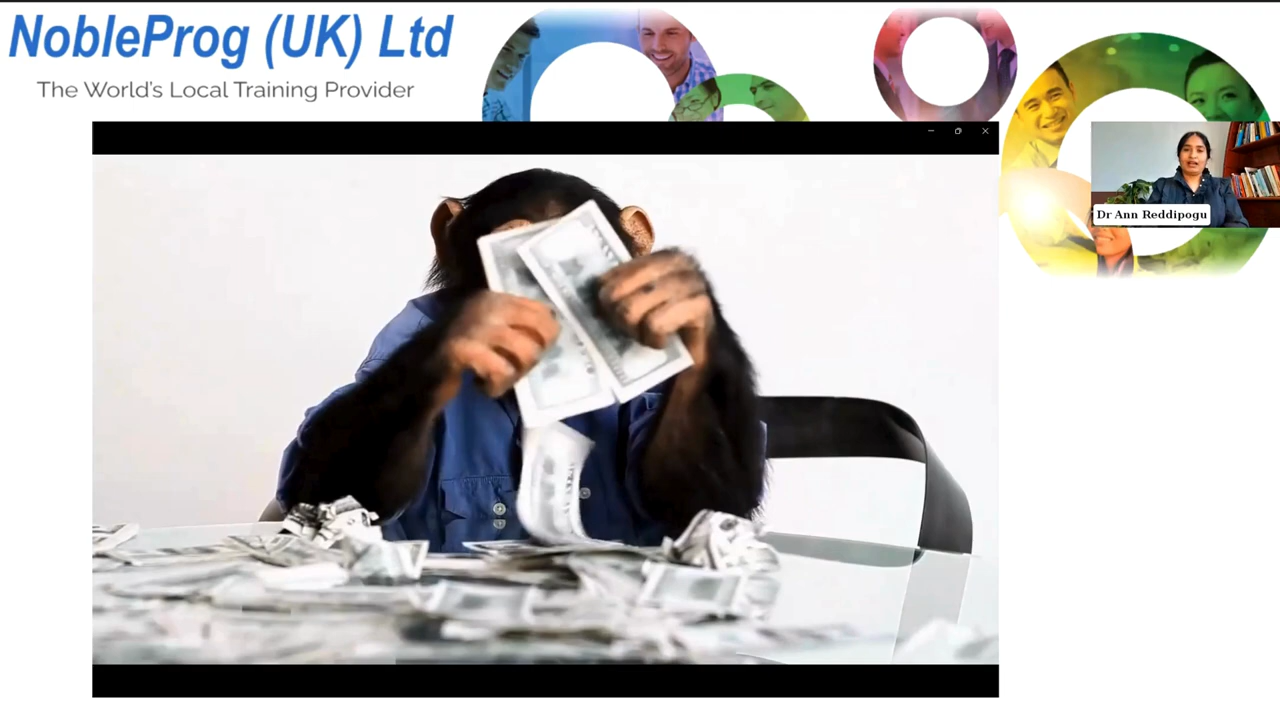 NobleProg (UK) Ltd
The World's Local Training Provider
Dr Ann Reddipogu